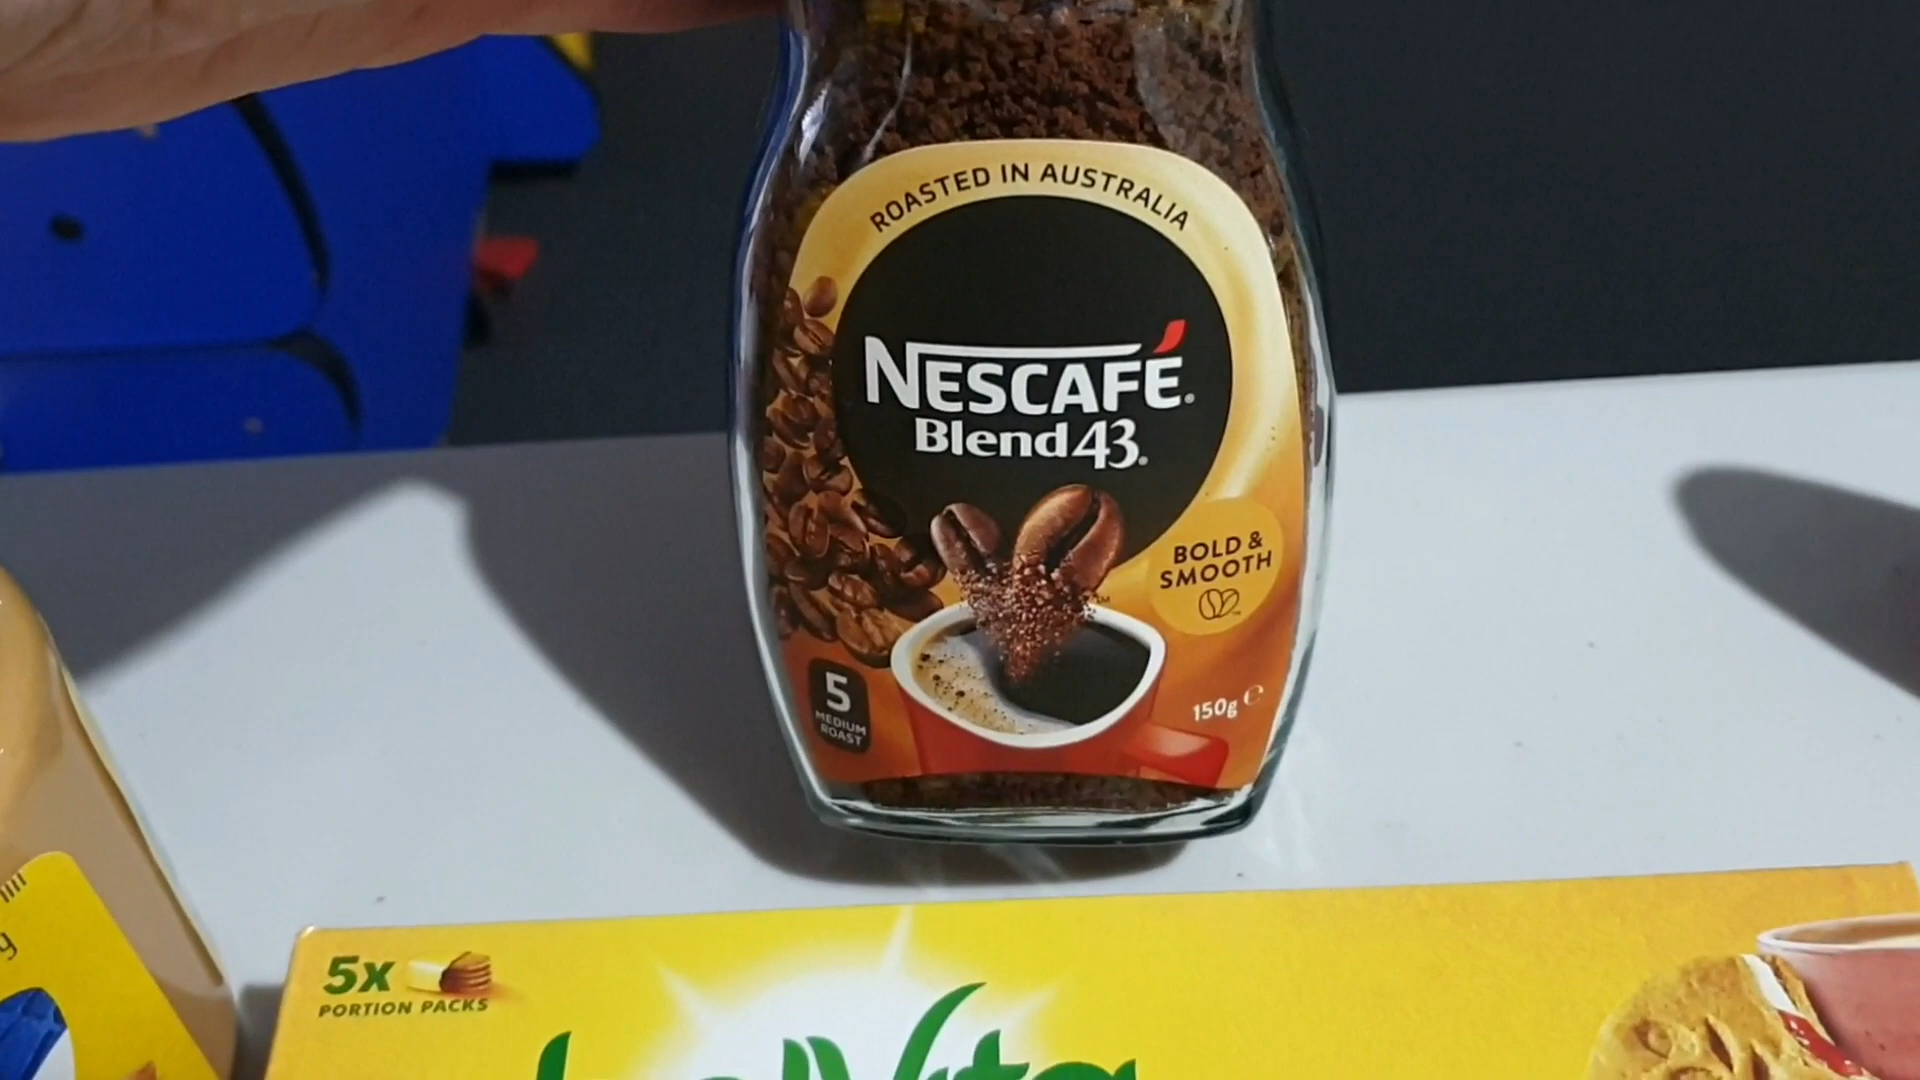 ROASTED IN AUSTRALIA
NESCAFÉ®
Blend 43®
BOLD &
SMOOTH
5
MEDIUM
ROAST
150g ℮
5x
PORTION PACKS